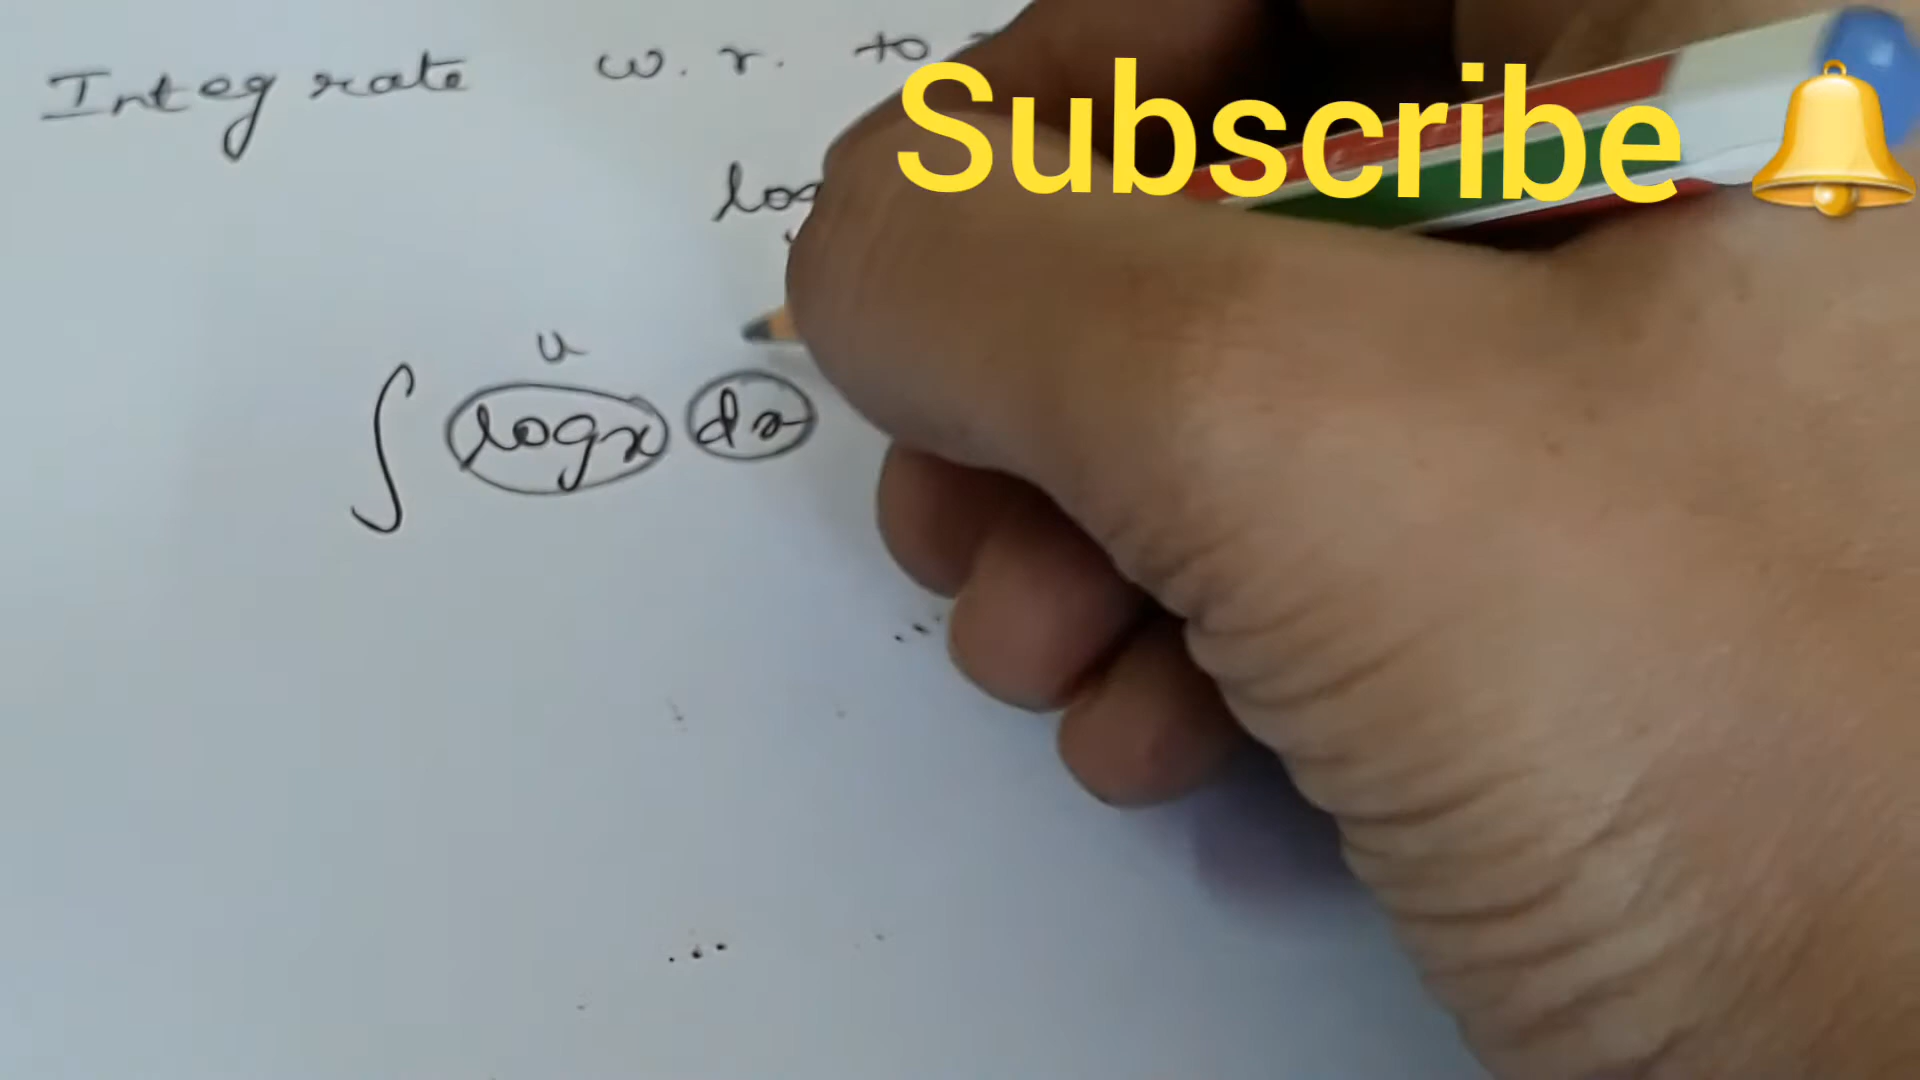 Integrate w.r. to
Subscribe
u
∫ logx dx